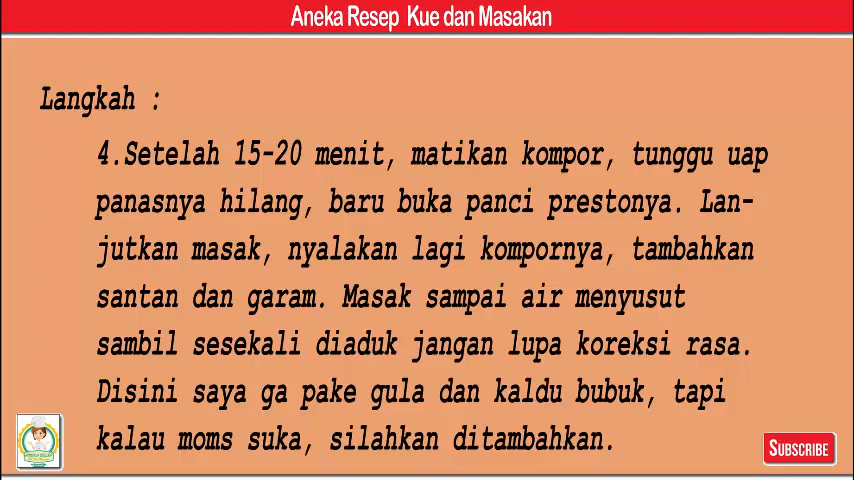 Aneka Resep Kue dan Masakan
Langkah :
4.Setelah 15-20 menit, matikan kompor, tunggu uap
panasnya hilang, baru buka panci prestonya. Lan-
jutkan masak, nyalakan lagi kompornya, tambahkan
santan dan garam. Masak sampai air menyusut
sambil sesekali diaduk jangan lupa koreksi rasa.
Disini saya ga pake gula dan kaldu bubuk, tapi
kalau moms suka, silahkan ditambahkan.
SUBSCRIBE